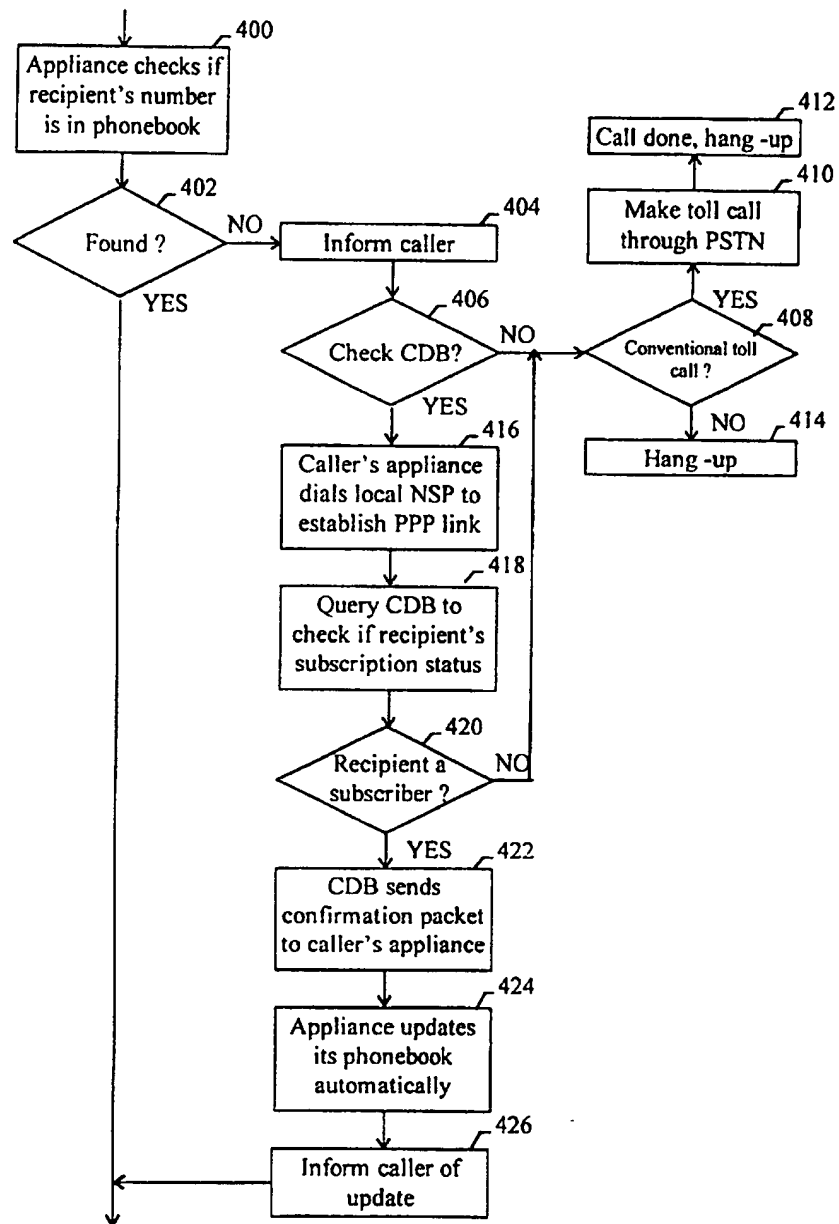 400
Appliance checks if
recipient's number
is in phonebook
402
Found ?
NO
YES
404
Inform caller
406
Check CDB?
NO
YES
412
Call done, hang -up
410
Make toll call
through PSTN
YES
408
Conventional toll
call ?
NO
414
Hang -up
416
Caller's appliance
dials local NSP to
establish PPP link
418
Query CDB to
check if recipient's
subscription status
420
Recipient a
subscriber ?
NO
YES
422
CDB sends
confirmation packet
to caller's appliance
424
Appliance updates
its phonebook
automatically
426
Inform caller of
update